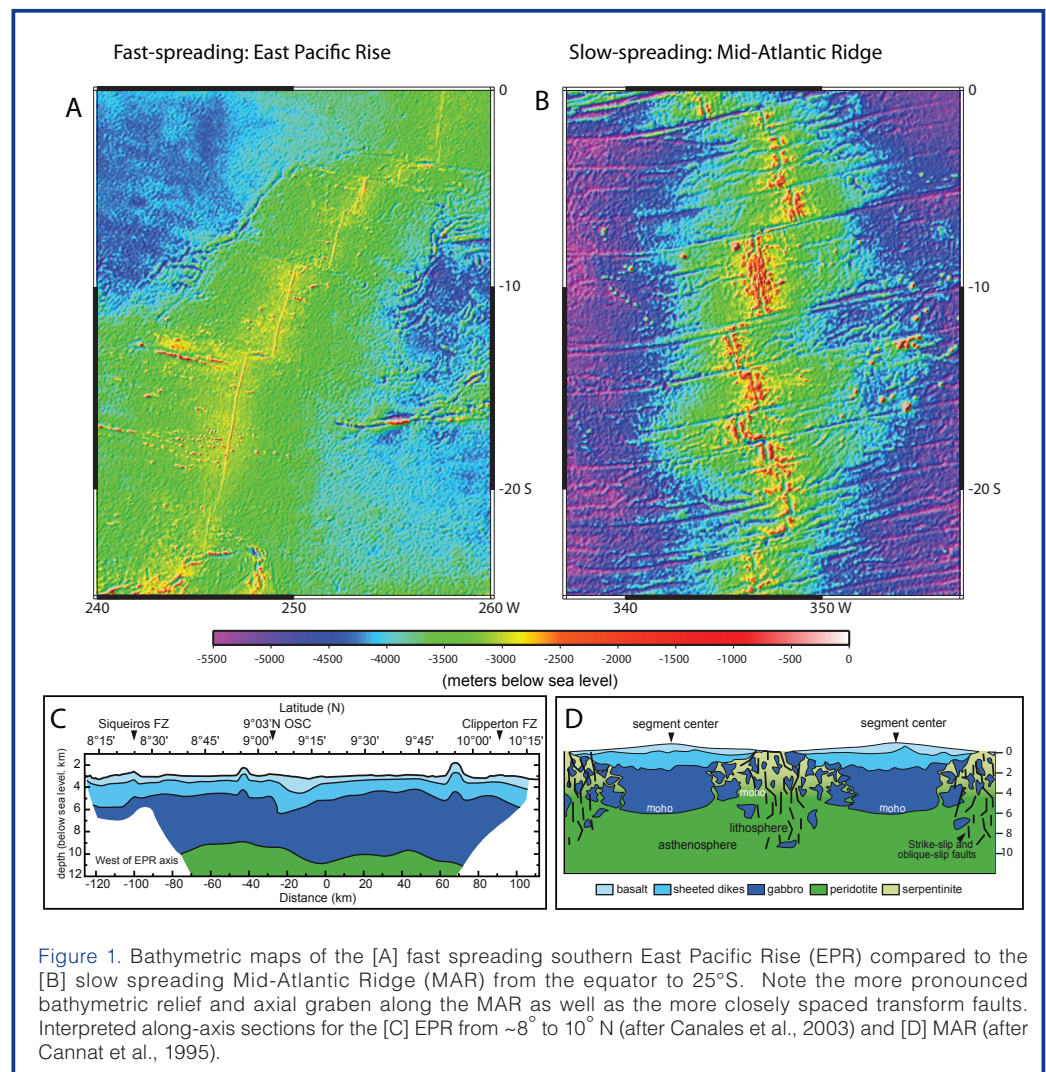 Fast-spreading: East Pacific Rise
Slow-spreading: Mid-Atlantic Ridge
A
B
0
-10
-20 S
240
250
260 W
0
-10
-20 S
340
350 W
-5500 -5000 -4500 -4000 -3500 -3000 -2500 -2000 -1500 -1000 -500 0
(meters below sea level)
C
Latitude (N)
Siqueiros FZ
9°03'N OSC
Clipperton FZ
8°15' 8°30' 8°45' 9°00' 9°15' 9°30' 9°45' 10°00' 10°15'
depth (below sea level. km)
2
4
6
8
10
12
West of EPR axis
-120 -100 -80 -60 -40 -20 0 20 40 60 80 100
Distance (km)
D
segment center
segment center
0
2
4
6
8
10
moho
moho
moho
lithosphere
asthenosphere
Strike-slip and
oblique-slip faults
basalt sheeted dikes gabbro peridotite serpentinite
Figure 1. Bathymetric maps of the [A] fast spreading southern East Pacific Rise (EPR) compared to the
[B] slow spreading Mid-Atlantic Ridge (MAR) from the equator to 25°S. Note the more pronounced
bathymetric relief and axial graben along the MAR as well as the more closely spaced transform faults.
Interpreted along-axis sections for the [C] EPR from ~8° to 10° N (after Canales et al., 2003) and [D] MAR (after
Cannat et al., 1995).